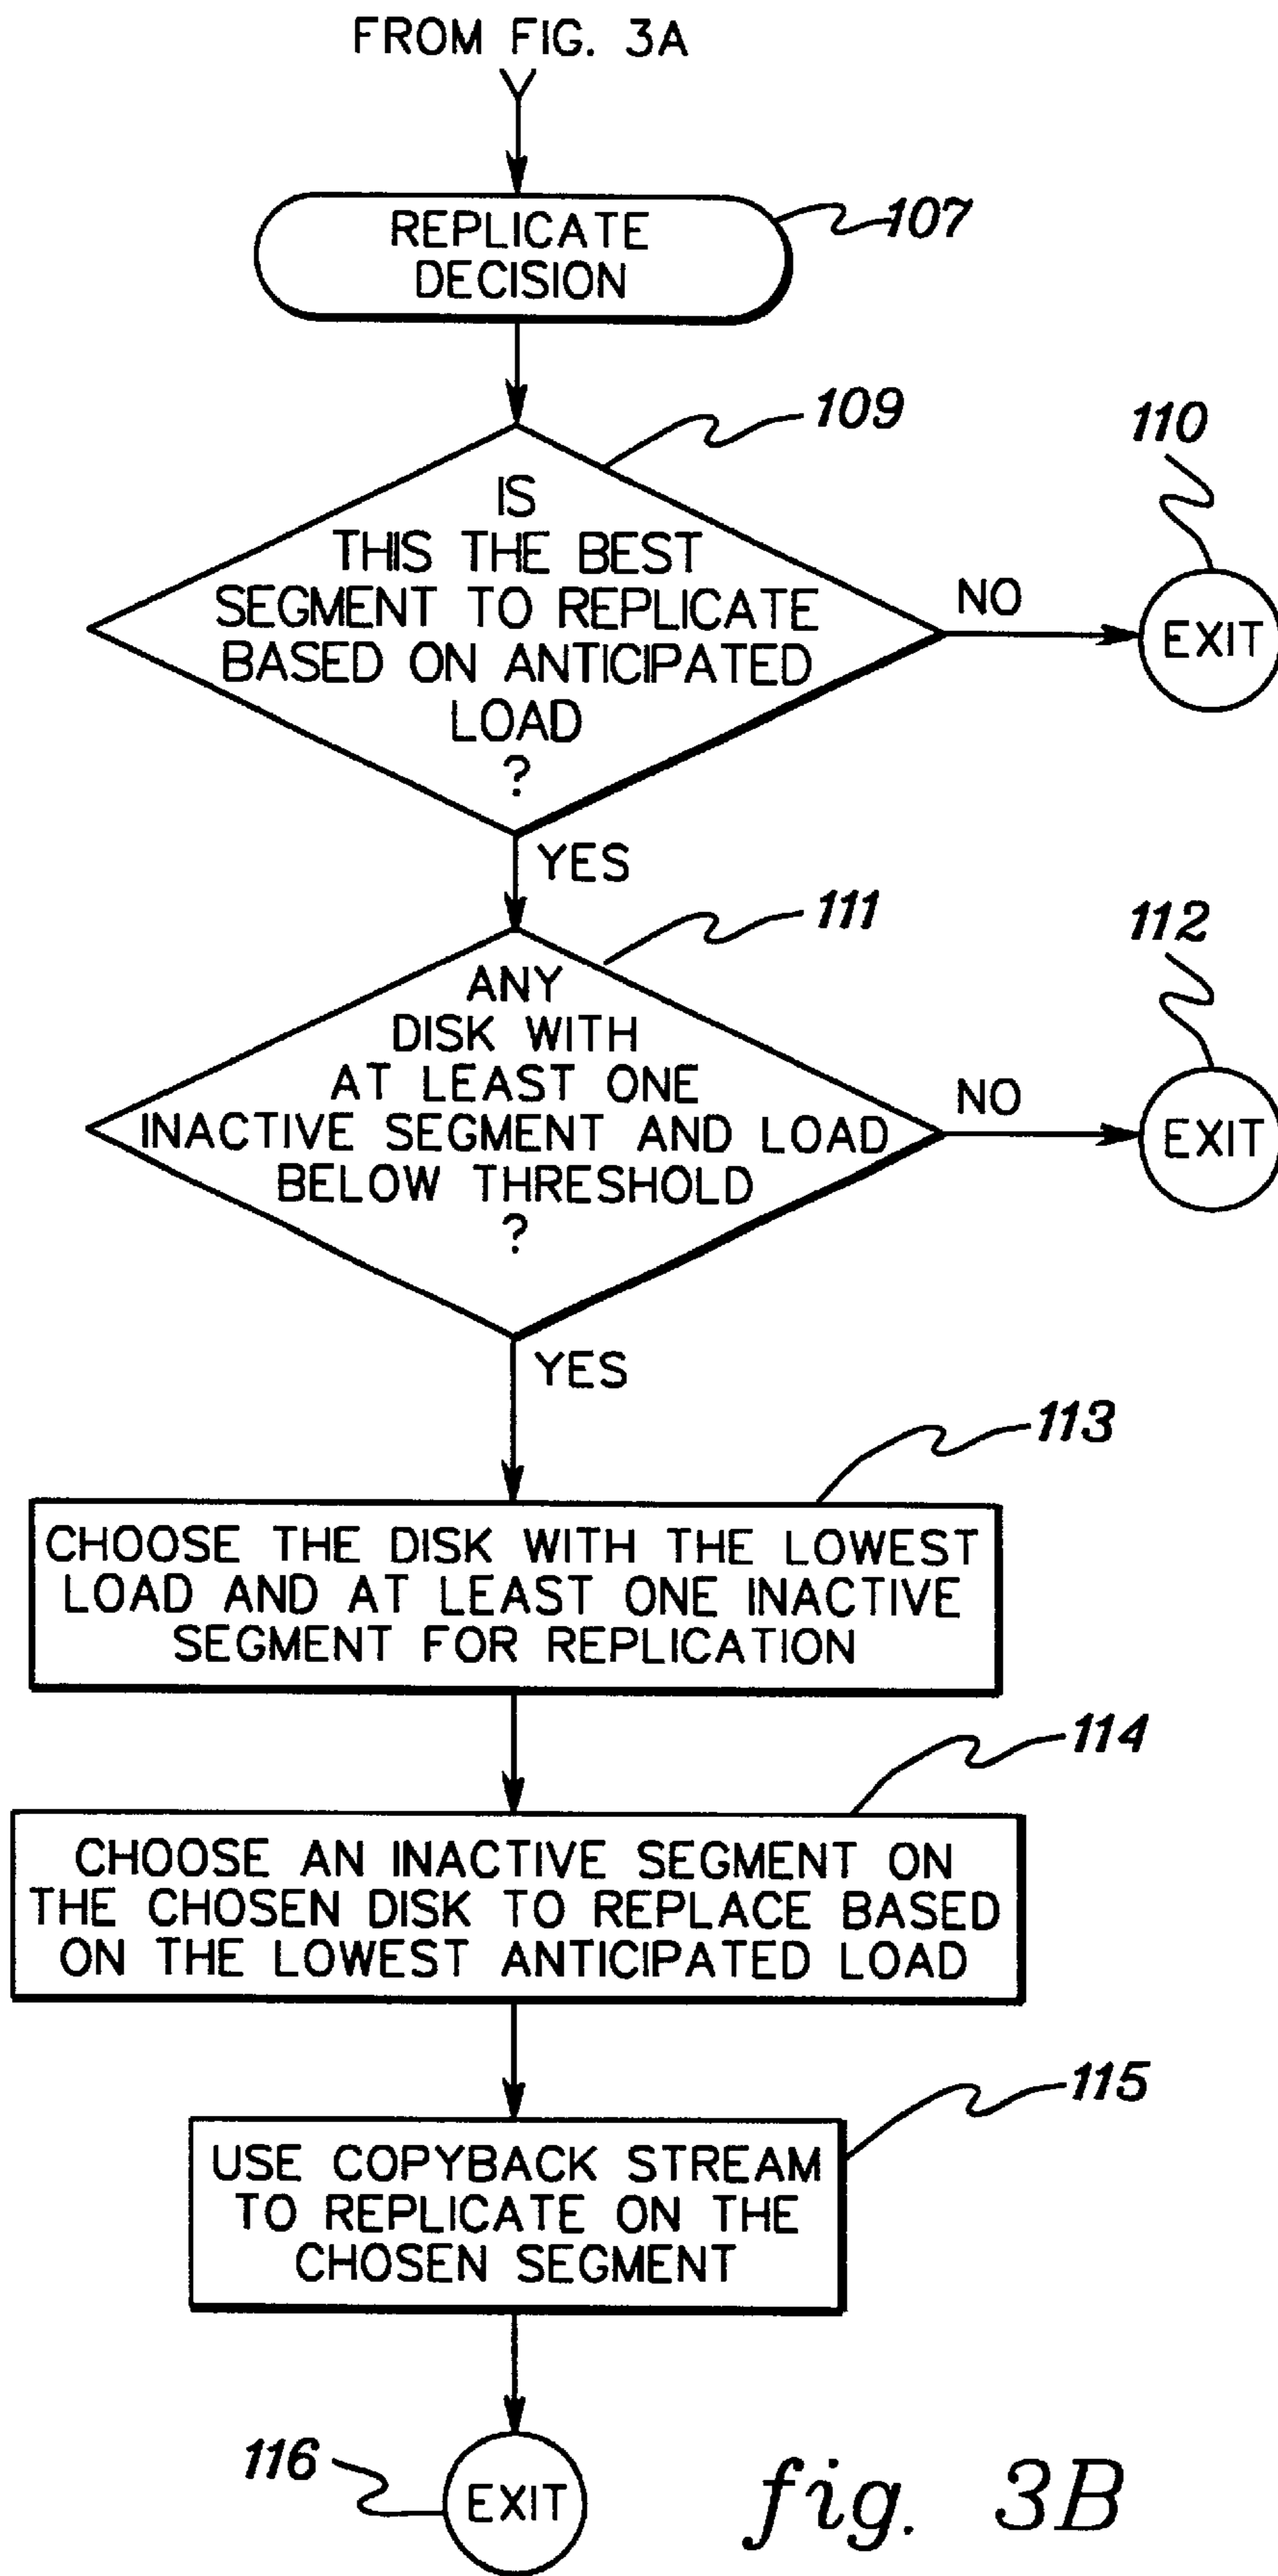 FROM FIG. 3A
REPLICATE
DECISION
107
109
IS
THIS THE BEST
SEGMENT TO REPLICATE
BASED ON ANTICIPATED
LOAD
?
NO
110
EXIT
YES
111
ANY
DISK WITH
AT LEAST ONE
INACTIVE SEGMENT AND LOAD
BELOW THRESHOLD
?
NO
112
EXIT
YES
113
CHOOSE THE DISK WITH THE LOWEST
LOAD AND AT LEAST ONE INACTIVE
SEGMENT FOR REPLICATION
114
CHOOSE AN INACTIVE SEGMENT ON
THE CHOSEN DISK TO REPLACE BASED
ON THE LOWEST ANTICIPATED LOAD
115
USE COPYBACK STREAM
TO REPLICATE ON THE
CHOSEN SEGMENT
116
EXIT
fig. 3B